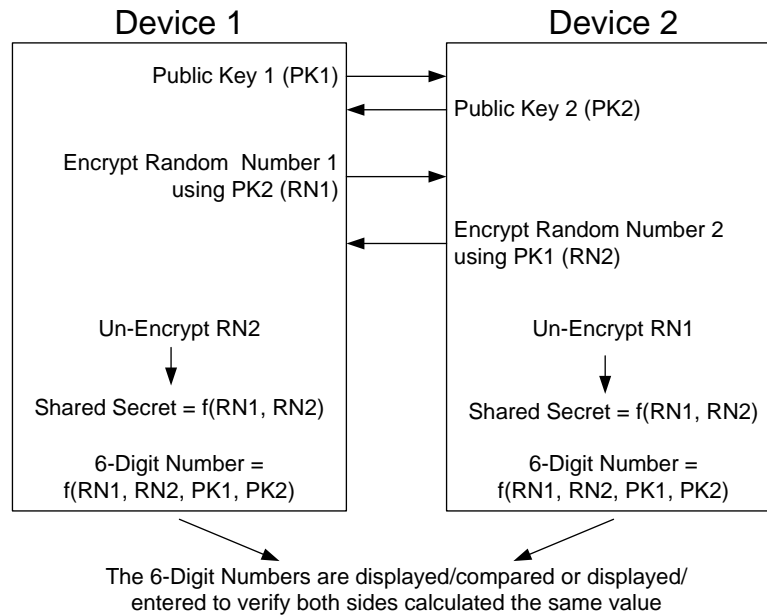 Device 1
Device 2
Public Key 1 (PK1)
Public Key 2 (PK2)
Encrypt Random Number 1
using PK2 (RN1)
Encrypt Random Number 2
using PK1 (RN2)
Un-Encrypt RN2
Un-Encrypt RN1
Shared Secret = f(RN1, RN2)
Shared Secret = f(RN1, RN2)
6-Digit Number =
f(RN1, RN2, PK1, PK2)
6-Digit Number =
f(RN1, RN2, PK1, PK2)
The 6-Digit Numbers are displayed/compared or displayed/
entered to verify both sides calculated the same value